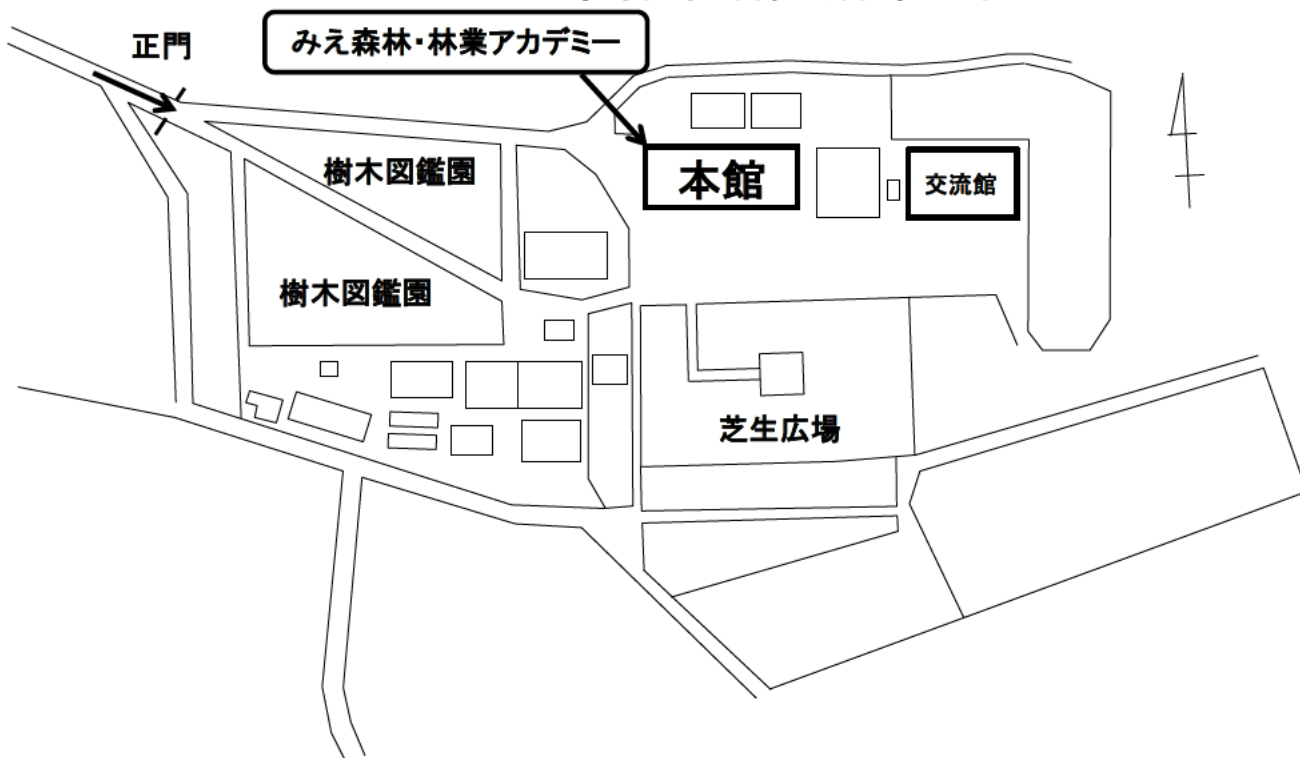 正門
みえ森林・林業アカデミー
樹木図鑑園
本館
交流館
樹木図鑑園
芝生広場